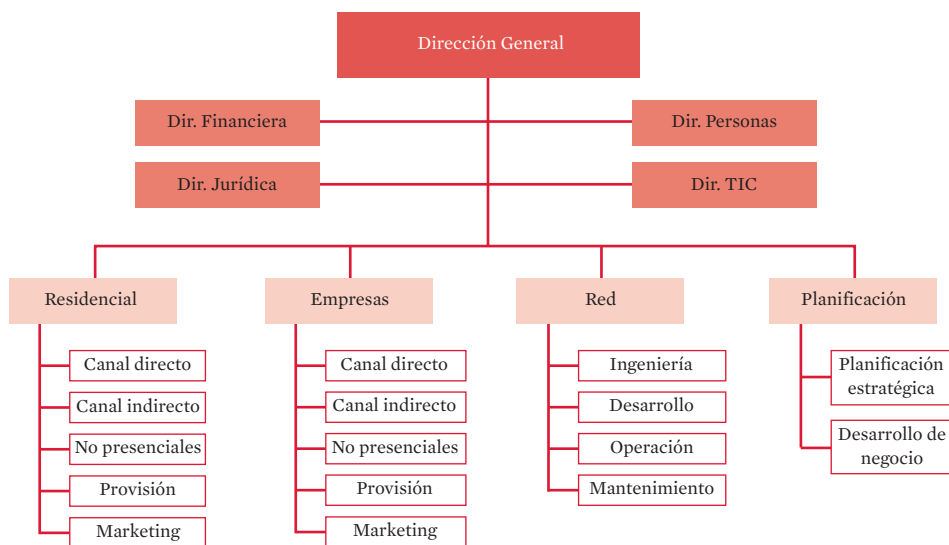 Dirección General
Dir. Financiera
Dir. Personas
Dir. Jurídica
Dir. TIC
Residencial
Empresas
Red
Planificación
Canal directo
Canal indirecto
No presenciales
Provisión
Marketing
Canal directo
Canal indirecto
No presenciales
Provisión
Marketing
Ingeniería
Desarrollo
Operación
Mantenimiento
Planificación
estratégica
Desarrollo de
negocio